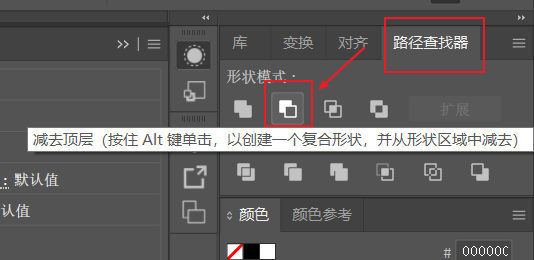 库 变换 对齐 路径查找器
形状模式：
扩展
减去顶层（按住 Alt 键单击，以创建一个复合形状，并从形状区域中减去）
: 默认值
认值
颜色 颜色参考
# 000000